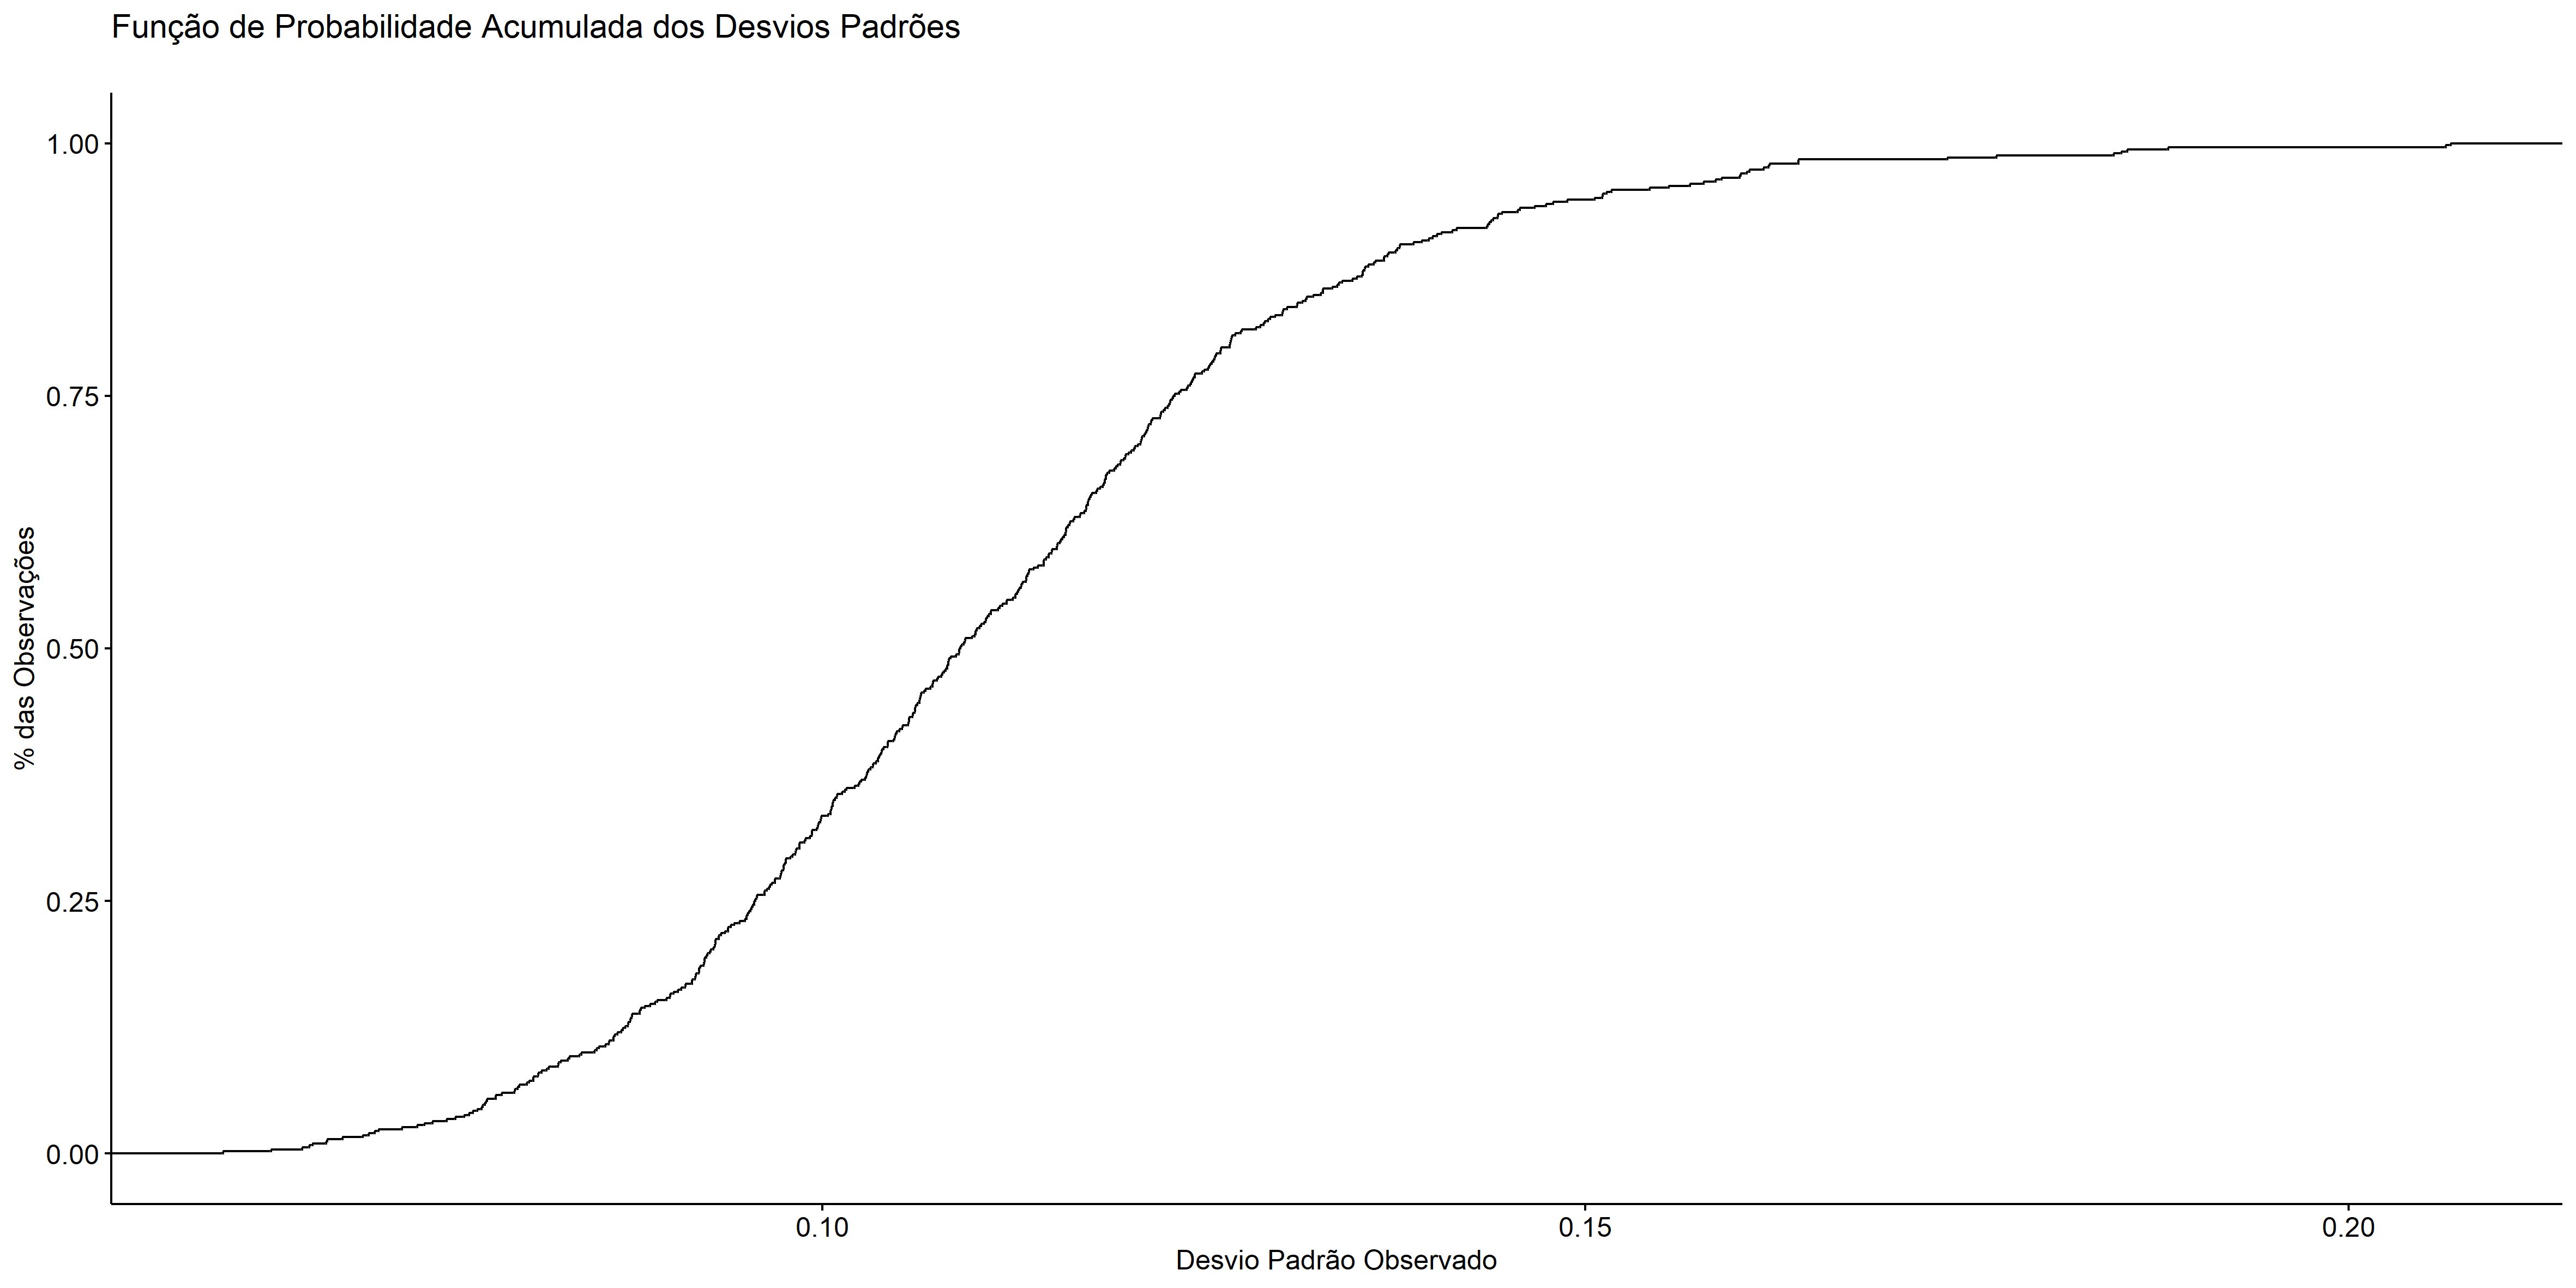 Função de Probabilidade Acumulada dos Desvios Padrões
1.00
0.75
0.50
0.25
0.00
% das Observações
0.10
0.15
0.20
Desvio Padrão Observado